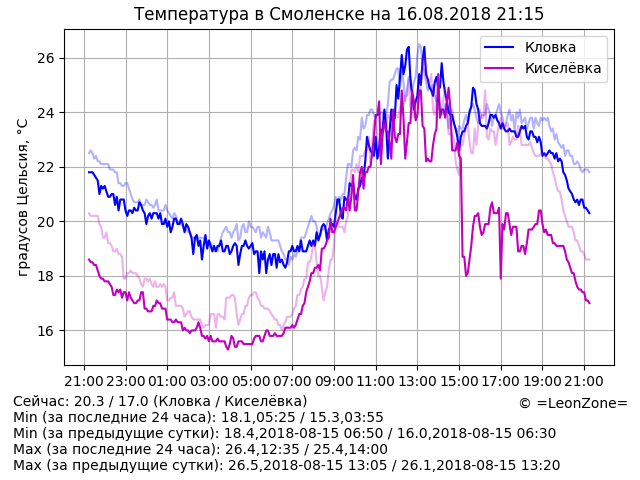 Температура в Смоленске на 16.08.2018 21:15
градусов Цельсия, °C
26
24
22
20
18
16
Кловка
Киселёвка
21:00 23:00 01:00 03:00 05:00 07:00 09:00 11:00 13:00 15:00 17:00 19:00 21:00
Сейчас: 20.3 / 17.0 (Кловка / Киселёвка)
© =LeonZone=
Min (за последние 24 часа): 18.1,05:25 / 15.3,03:55
Min (за предыдущие сутки): 18.4,2018-08-15 06:50 / 16.0,2018-08-15 06:30
Max (за последние 24 часа): 26.4,12:35 / 25.4,14:00
Max (за предыдущие сутки): 26.5,2018-08-15 13:05 / 26.1,2018-08-15 13:20